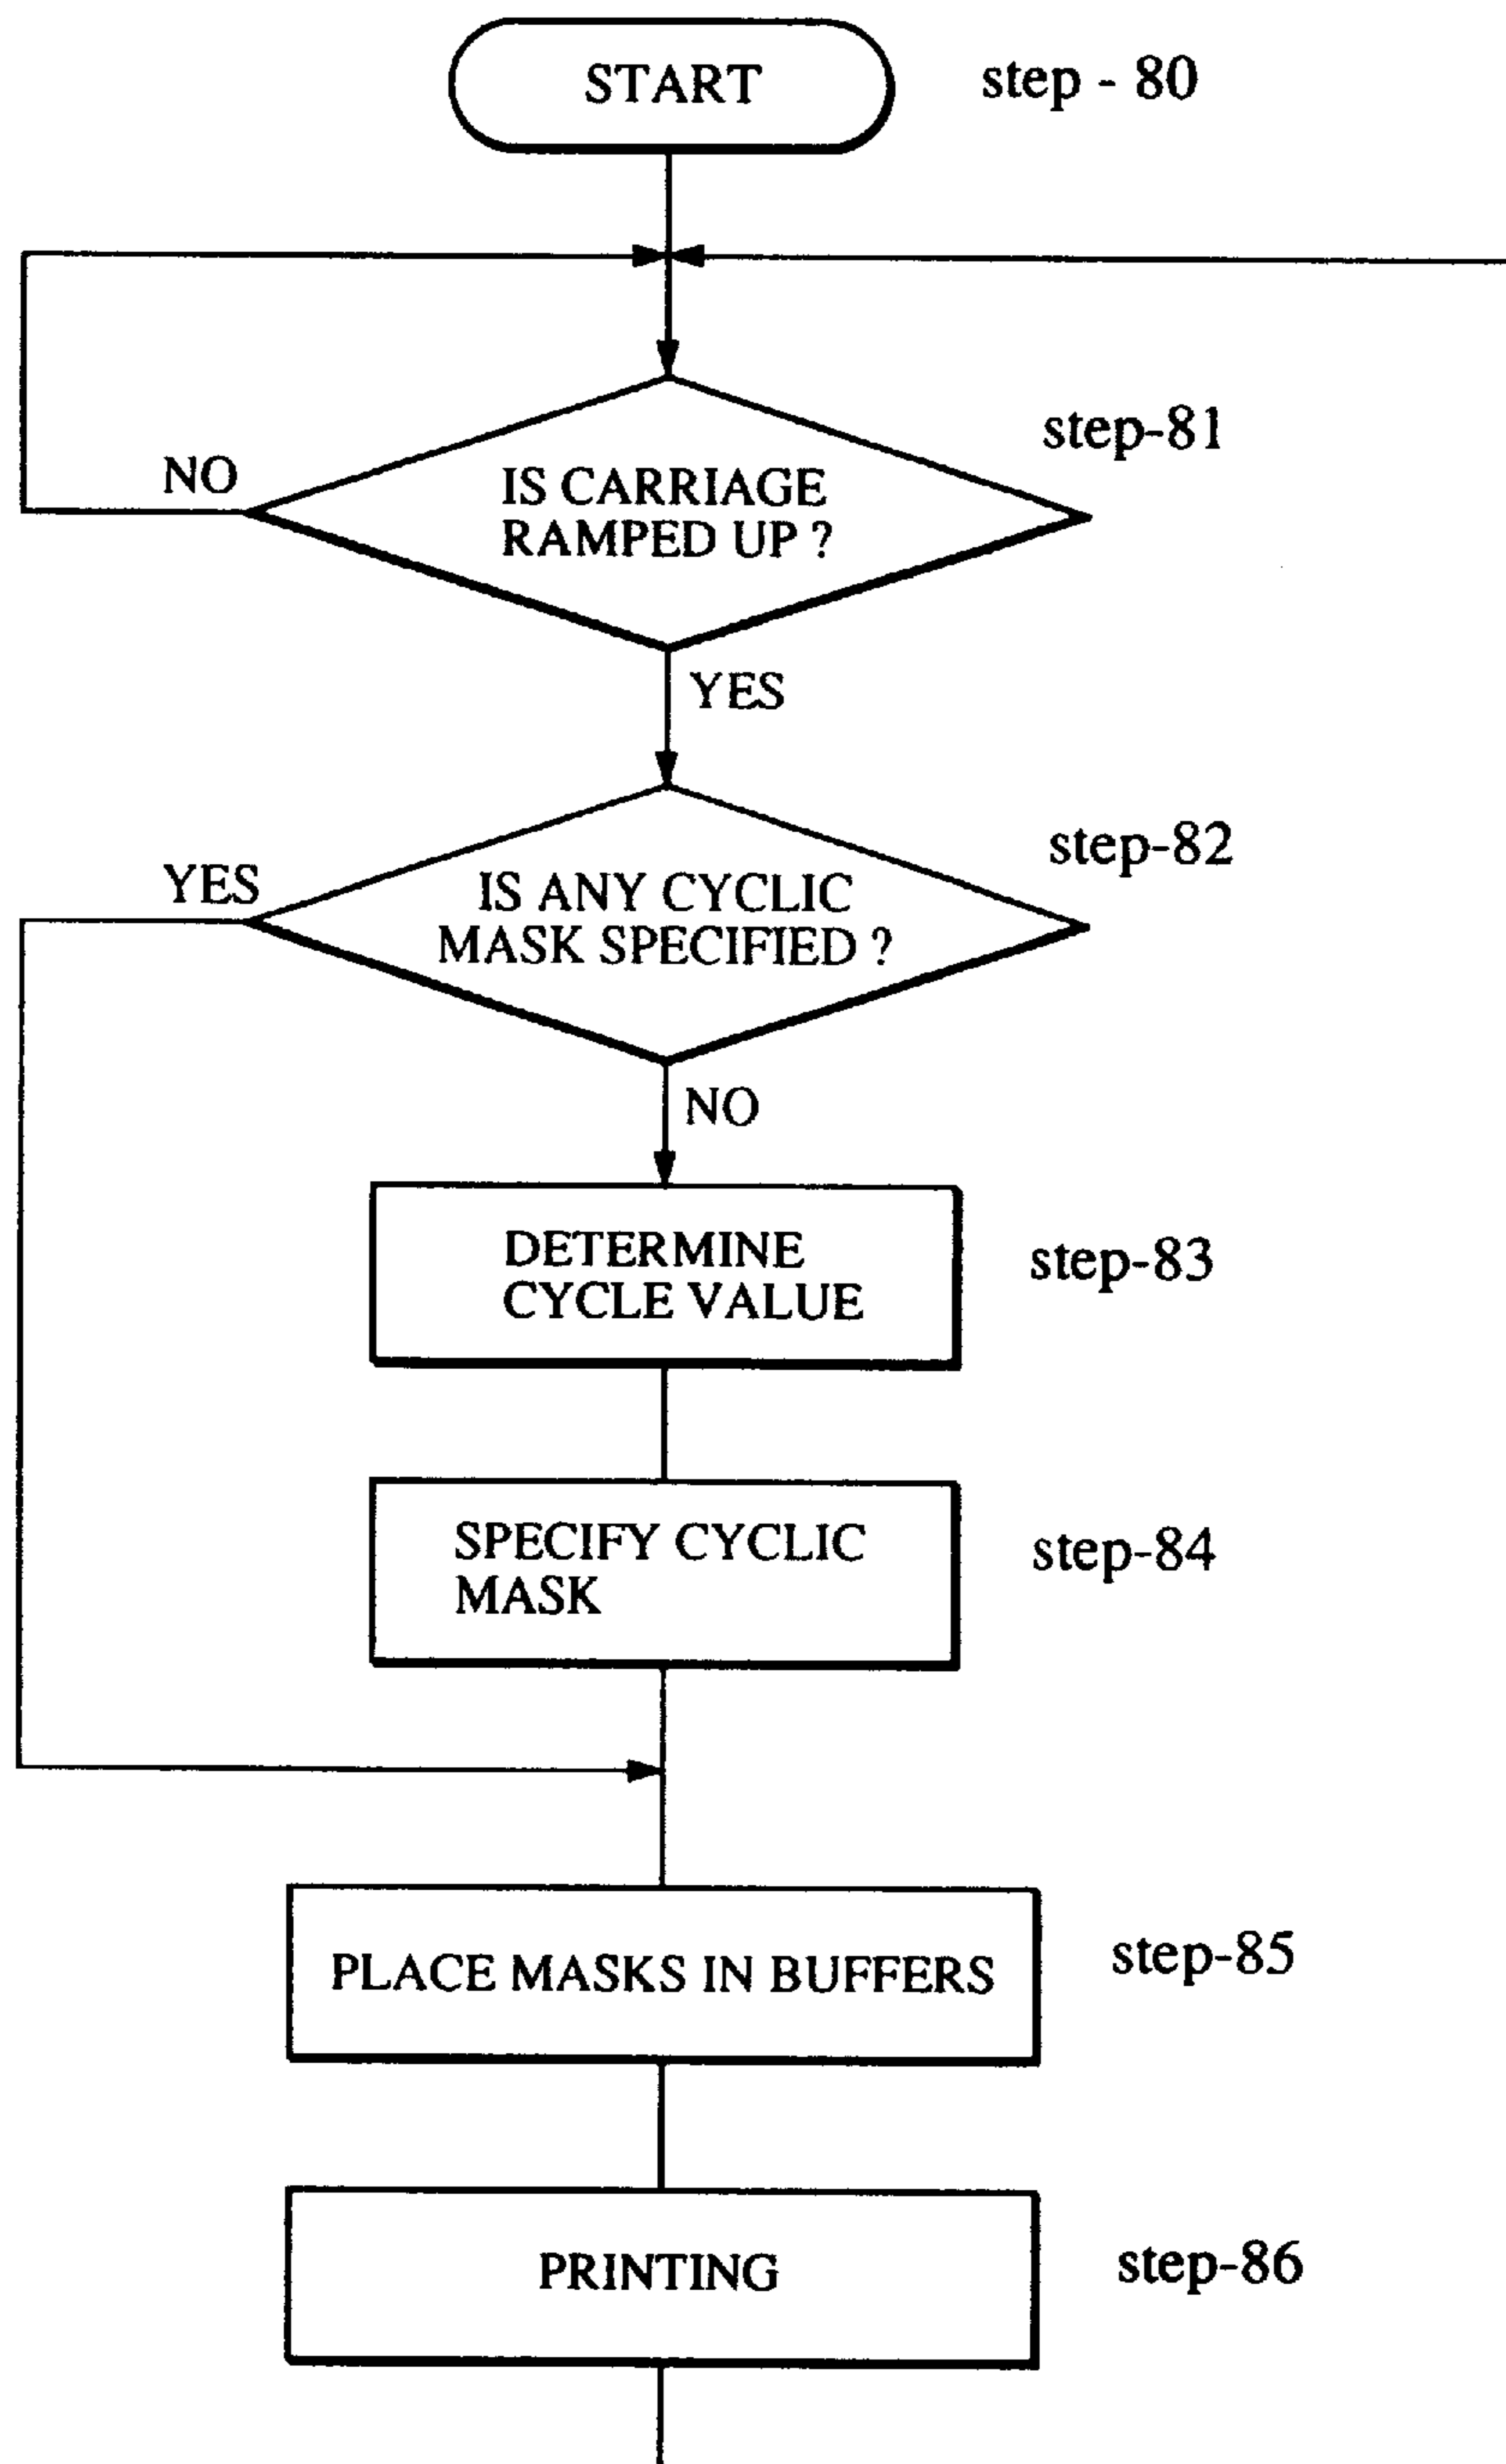 START
step - 80
step-81
NO
IS CARRIAGE
RAMPED UP ?
YES
step-82
YES
IS ANY CYCLIC
MASK SPECIFIED ?
NO
DETERMINE
CYCLE VALUE
step-83
SPECIFY CYCLIC
MASK
step-84
PLACE MASKS IN BUFFERS
step-85
PRINTING
step-86